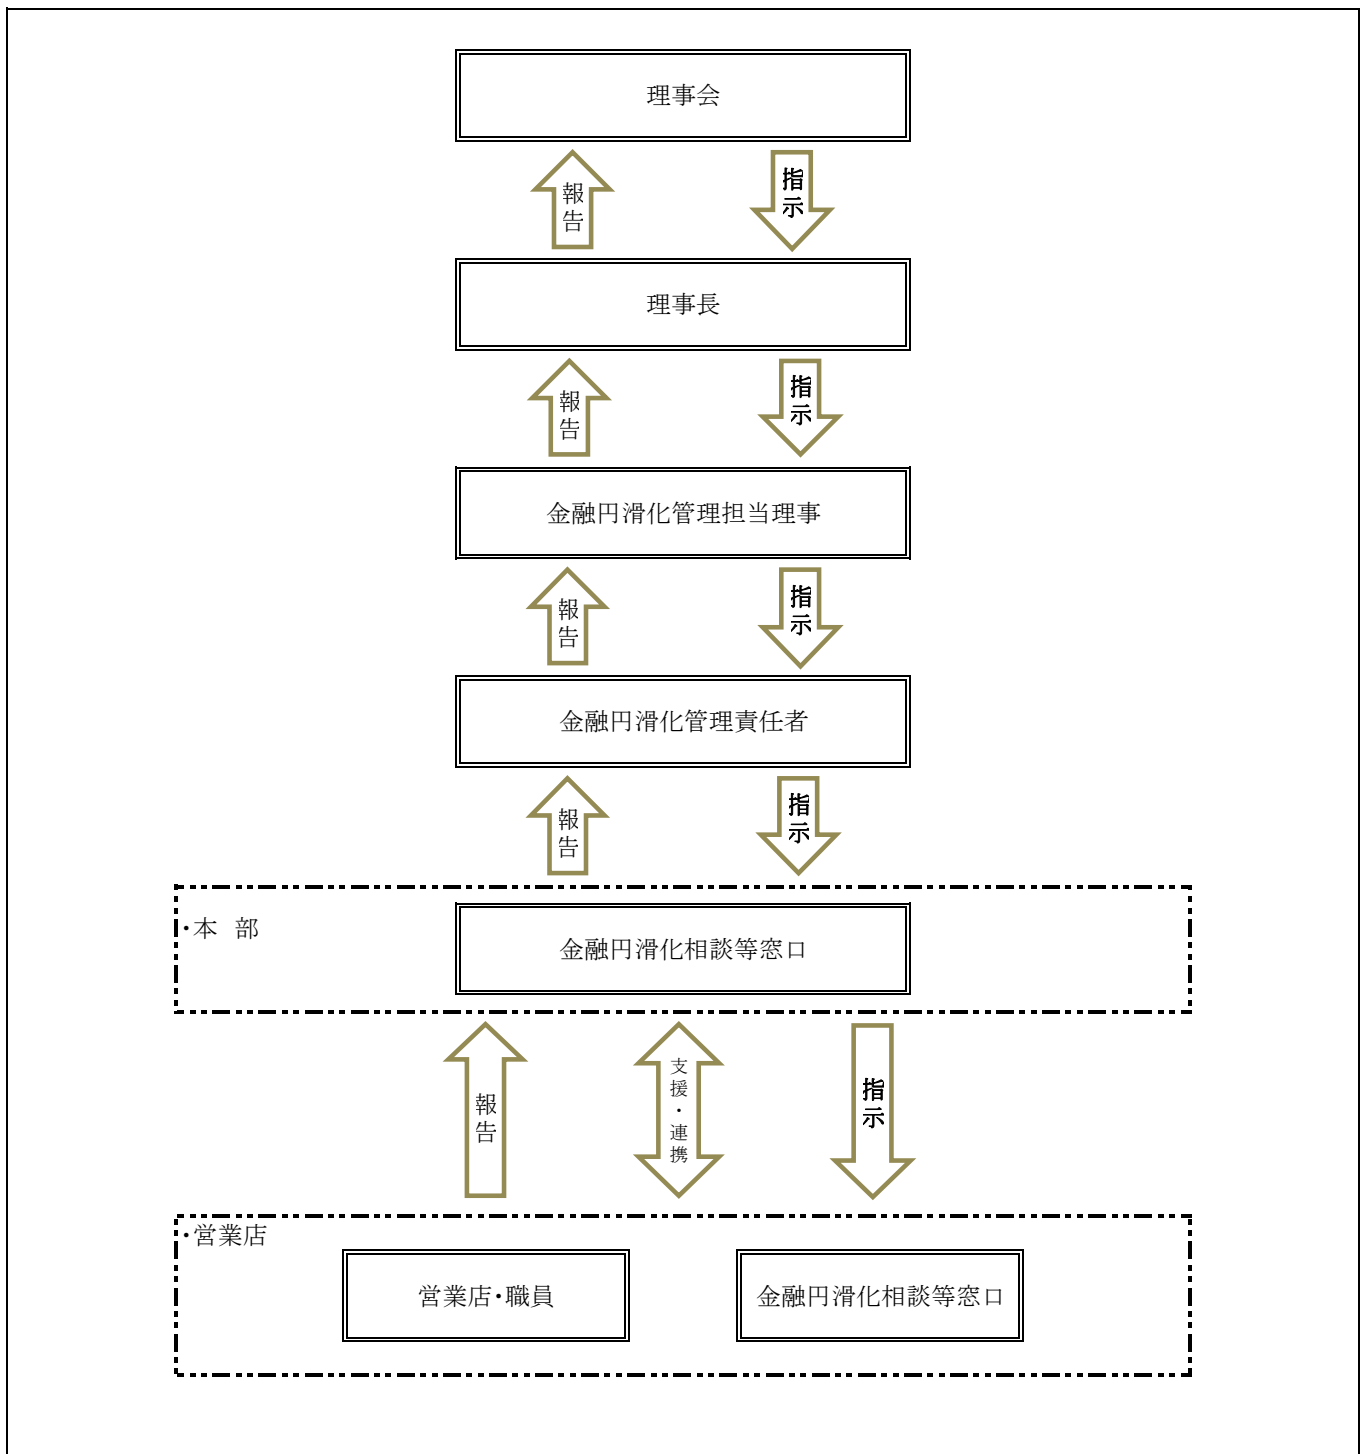 理事会
報告
指示
理事長
報告
指示
金融円滑化管理担当理事
報告
指示
金融円滑化管理責任者
報告
指示
・本　部
金融円滑化相談等窓口
報告
支援・連携
指示
・営業店
営業店・職員
金融円滑化相談等窓口